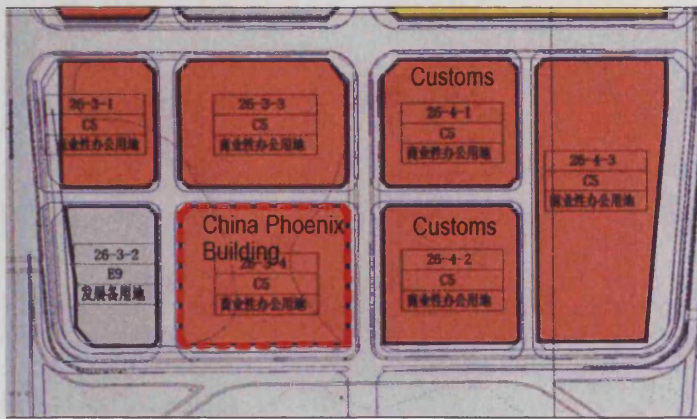 26-3-1
C5
商业性办公用地
26-3-3
C5
商业性办公用地
Customs
26-4-1
C5
商业性办公用地
26-4-3
C5
商业性办公用地
26-3-2
E9
发展备用地
China Phoenix
Building
26-3-4
C5
商业性办公用地
Customs
26-4-2
C5
商业性办公用地